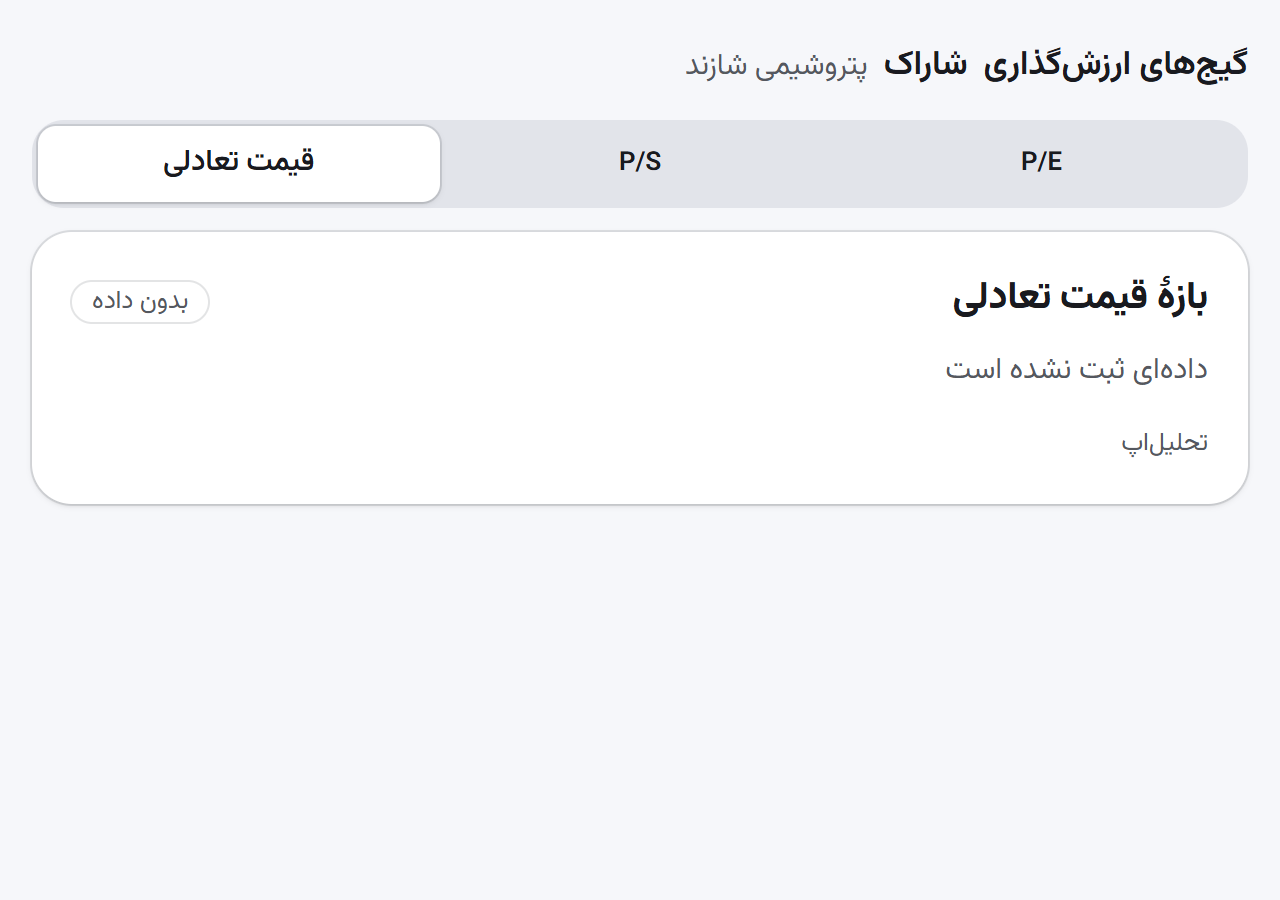 گیج‌های ارزش‌گذاری شاراک پتروشیمی شازند
P/E P/S قیمت تعادلی
بازهٔ قیمت تعادلی بدون داده
داده‌ای ثبت نشده است
تحلیل‌اپ